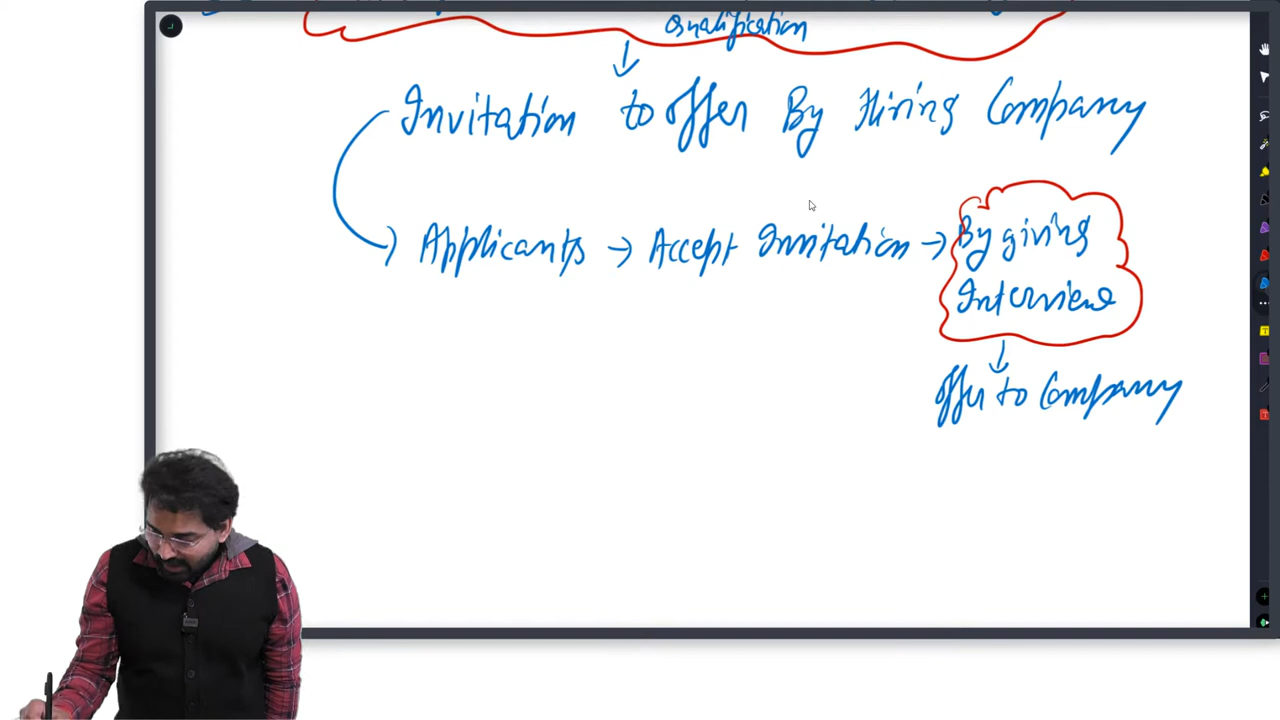 Qualification
↓
Invitation to offer By Hiring Company
Applicants → Accept Invitation → By giving
Interview
↓
offer to Company